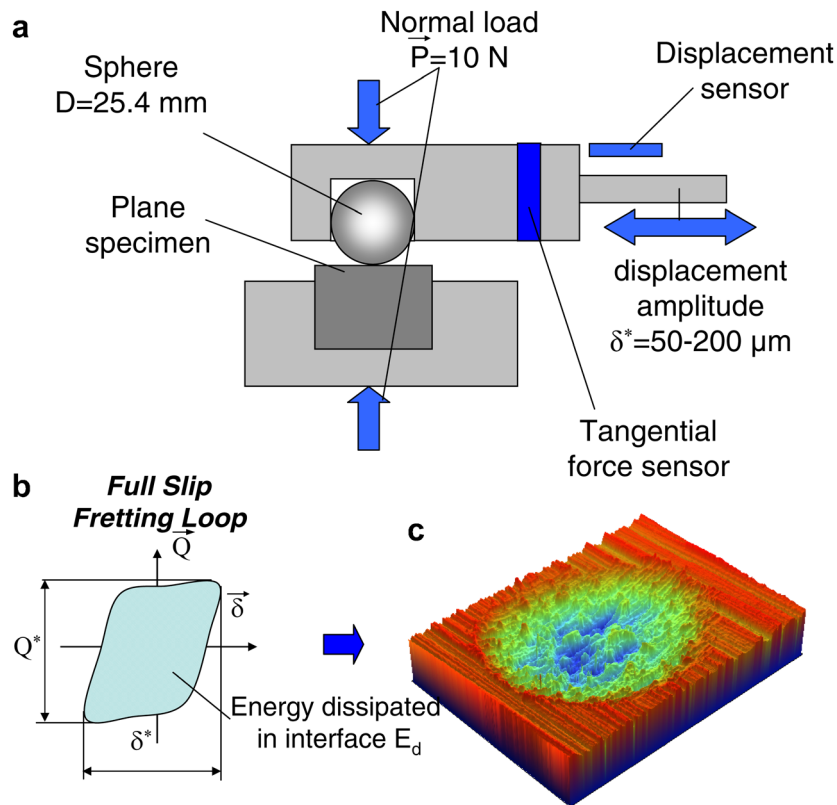 a
Normal load
P=10 N
Sphere
D=25.4 mm
Displacement
sensor
Plane
specimen
displacement
amplitude
δ*=50-200 µm
Tangential
force sensor
b
Full Slip
Fretting Loop
Q
δ
Q*
Energy dissipated
in interface Ed
δ*
c